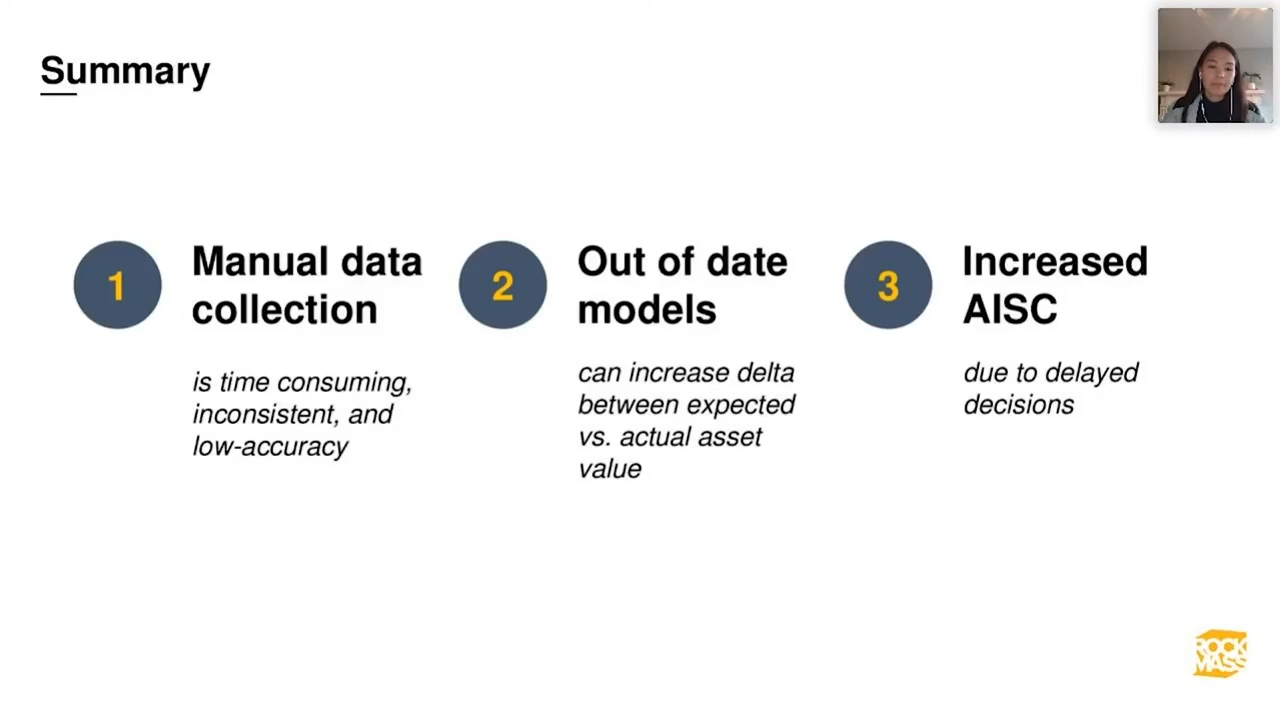 Summary
1
Manual data
collection
is time consuming,
inconsistent, and
low-accuracy
2
Out of date
models
can increase delta
between expected
vs. actual asset
value
3
Increased
AISC
due to delayed
decisions
ROCK
MASS